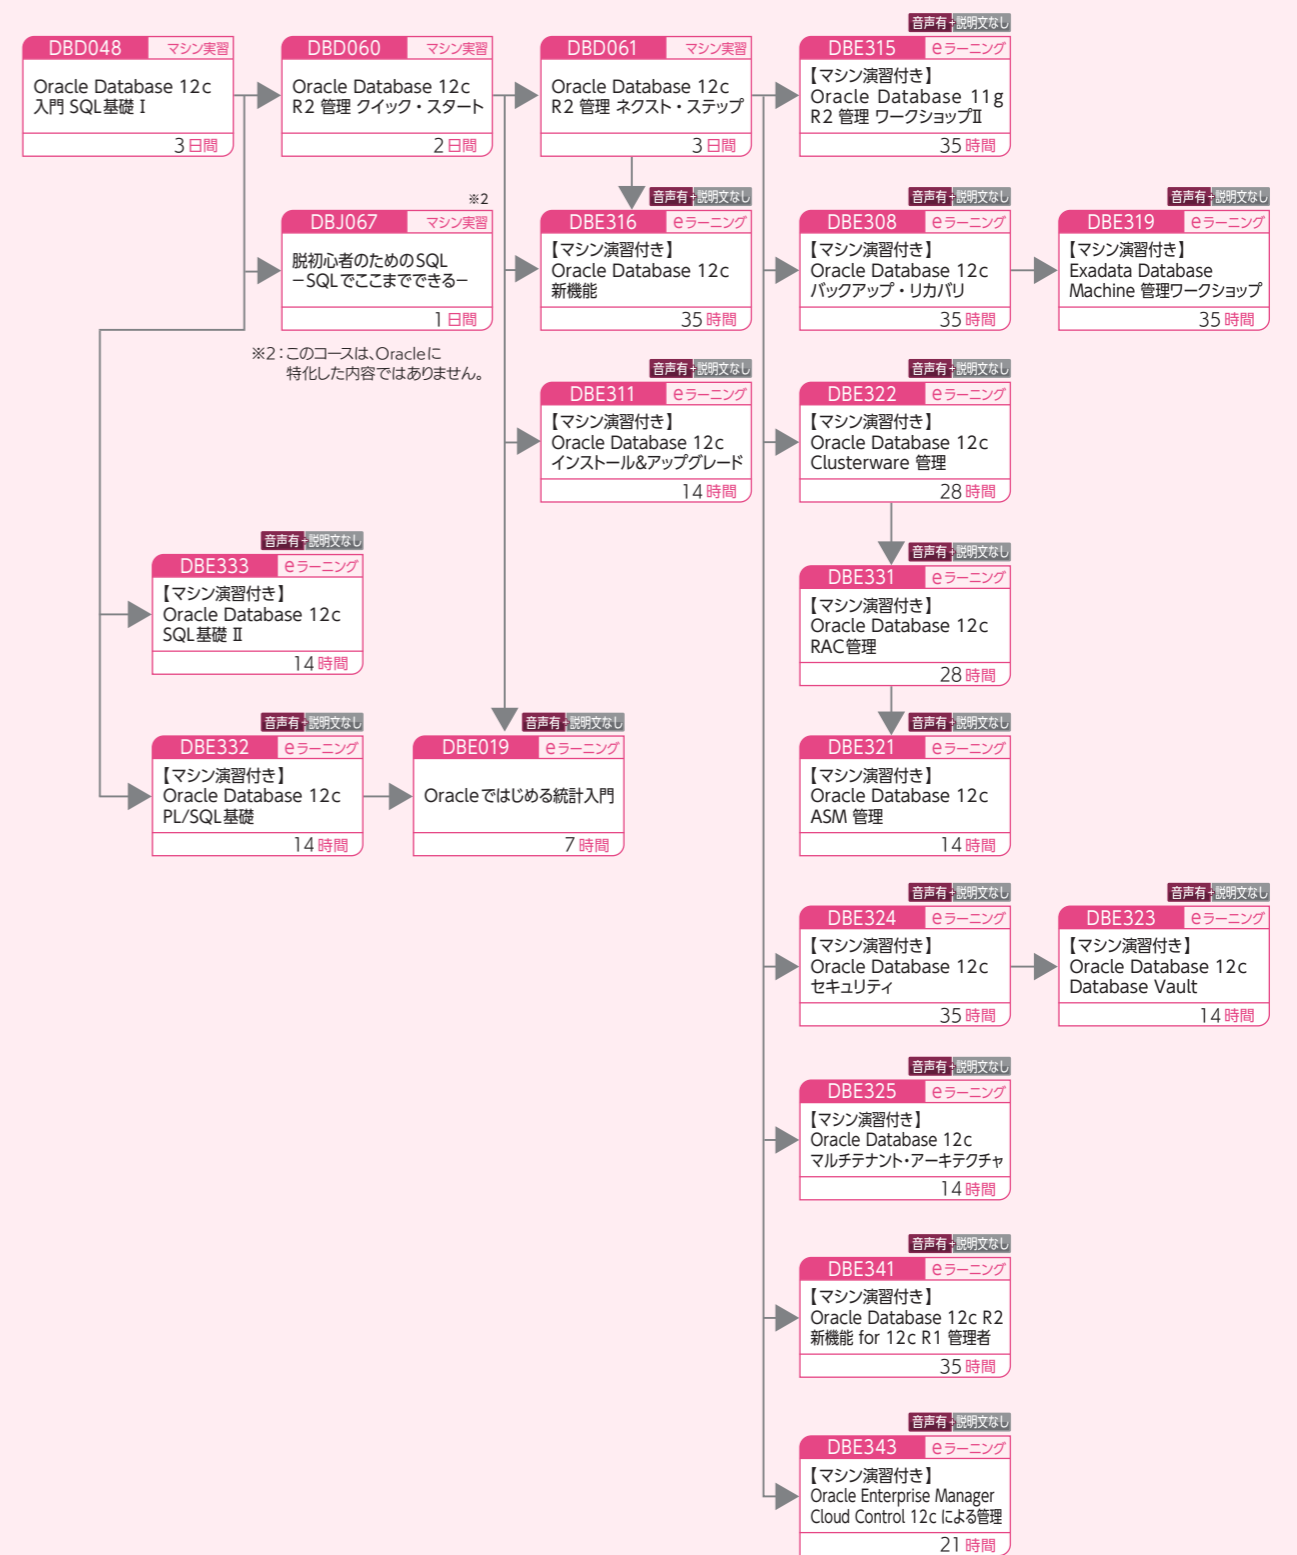 DBD048 マシン実習
Oracle Database 12c
入門 SQL基礎 I
3日間
DBD060 マシン実習
Oracle Database 12c
R2 管理 クイック・スタート
2日間
DBD061 マシン実習
Oracle Database 12c
R2 管理 ネクスト・ステップ
3日間
音声有+説明文なし
DBE315 eラーニング
【マシン演習付き】
Oracle Database 11g
R2 管理 ワークショップⅡ
35時間
※2
DBJ067 マシン実習
脱初心者のためのSQL
−SQLでここまでできる−
1日間
※2：このコースは、Oracleに
特化した内容ではありません。
音声有+説明文なし
DBE316 eラーニング
【マシン演習付き】
Oracle Database 12c
新機能
35時間
音声有+説明文なし
DBE308 eラーニング
【マシン演習付き】
Oracle Database 12c
バックアップ・リカバリ
35時間
音声有+説明文なし
DBE319 eラーニング
【マシン演習付き】
Exadata Database
Machine 管理ワークショップ
35時間
音声有+説明文なし
DBE311 eラーニング
【マシン演習付き】
Oracle Database 12c
インストール&アップグレード
14時間
音声有+説明文なし
DBE322 eラーニング
【マシン演習付き】
Oracle Database 12c
Clusterware 管理
28時間
音声有+説明文なし
DBE333 eラーニング
【マシン演習付き】
Oracle Database 12c
SQL基礎 Ⅱ
14時間
音声有+説明文なし
DBE331 eラーニング
【マシン演習付き】
Oracle Database 12c
RAC管理
28時間
音声有+説明文なし
DBE332 eラーニング
【マシン演習付き】
Oracle Database 12c
PL/SQL基礎
14時間
音声有+説明文なし
DBE019 eラーニング
Oracleではじめる統計入門
7時間
音声有+説明文なし
DBE321 eラーニング
【マシン演習付き】
Oracle Database 12c
ASM 管理
14時間
音声有+説明文なし
DBE324 eラーニング
【マシン演習付き】
Oracle Database 12c
セキュリティ
35時間
音声有+説明文なし
DBE323 eラーニング
【マシン演習付き】
Oracle Database 12c
Database Vault
14時間
音声有+説明文なし
DBE325 eラーニング
【マシン演習付き】
Oracle Database 12c
マルチテナント・アーキテクチャ
14時間
音声有+説明文なし
DBE341 eラーニング
【マシン演習付き】
Oracle Database 12c R2
新機能 for 12c R1 管理者
35時間
音声有+説明文なし
DBE343 eラーニング
【マシン演習付き】
Oracle Enterprise Manager
Cloud Control 12c による管理
21時間